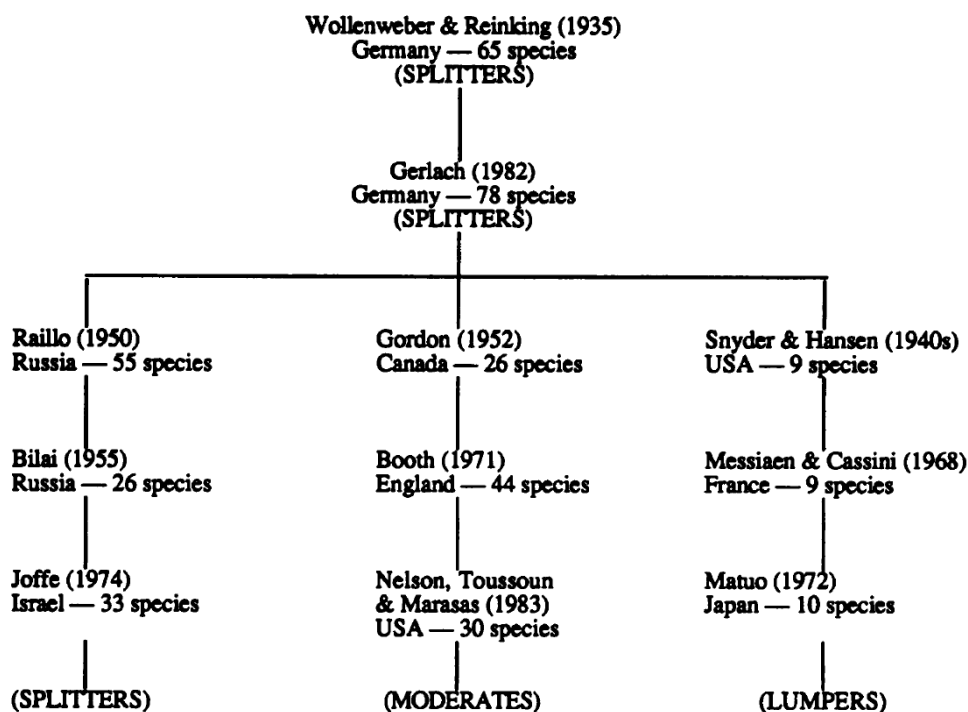 Wollenweber & Reinking (1935)
Germany — 65 species
(SPLITTERS)
Gerlach (1982)
Germany — 78 species
(SPLITTERS)
Raillo (1950)
Russia — 55 species
Gordon (1952)
Canada — 26 species
Snyder & Hansen (1940s)
USA — 9 species
Bilai (1955)
Russia — 26 species
Booth (1971)
England — 44 species
Messiaen & Cassini (1968)
France — 9 species
Joffe (1974)
Israel — 33 species
Nelson, Toussoun
& Marasas (1983)
USA — 30 species
Matuo (1972)
Japan — 10 species
(SPLITTERS)
(MODERATES)
(LUMPERS)